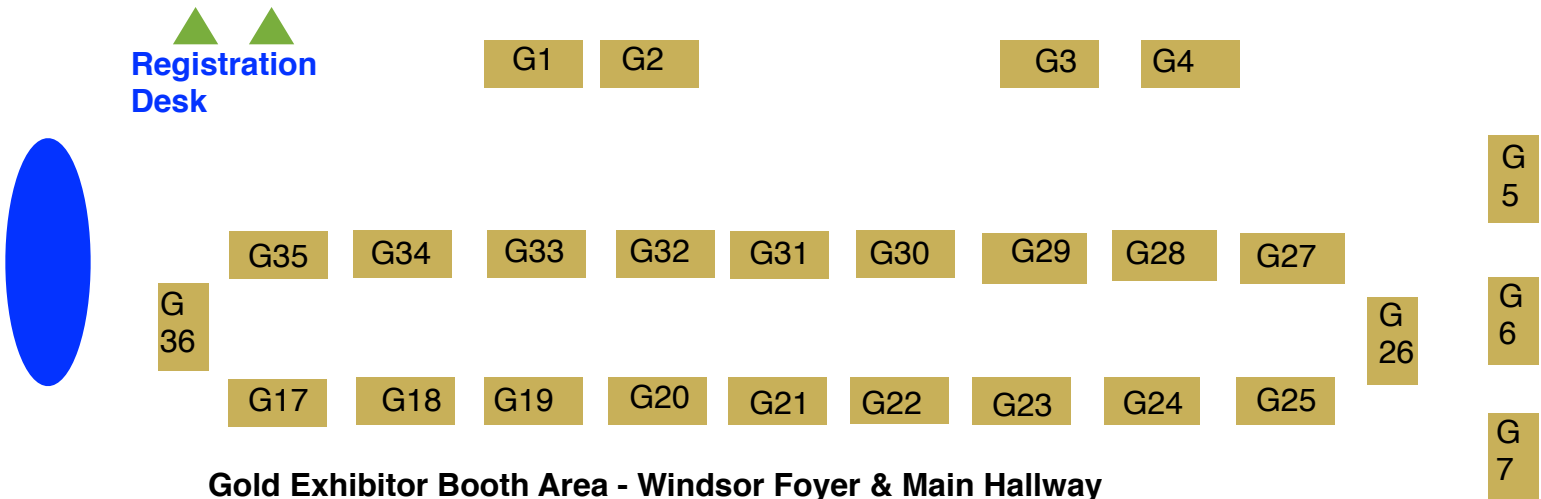 Registration
Desk
G1
G2
G3
G4
G
5
G35
G34
G33
G32
G31
G30
G29
G28
G27
G
36
G
26
G
6
G17
G18
G19
G20
G21
G22
G23
G24
G25
G
7
Gold Exhibitor Booth Area - Windsor Foyer & Main Hallway